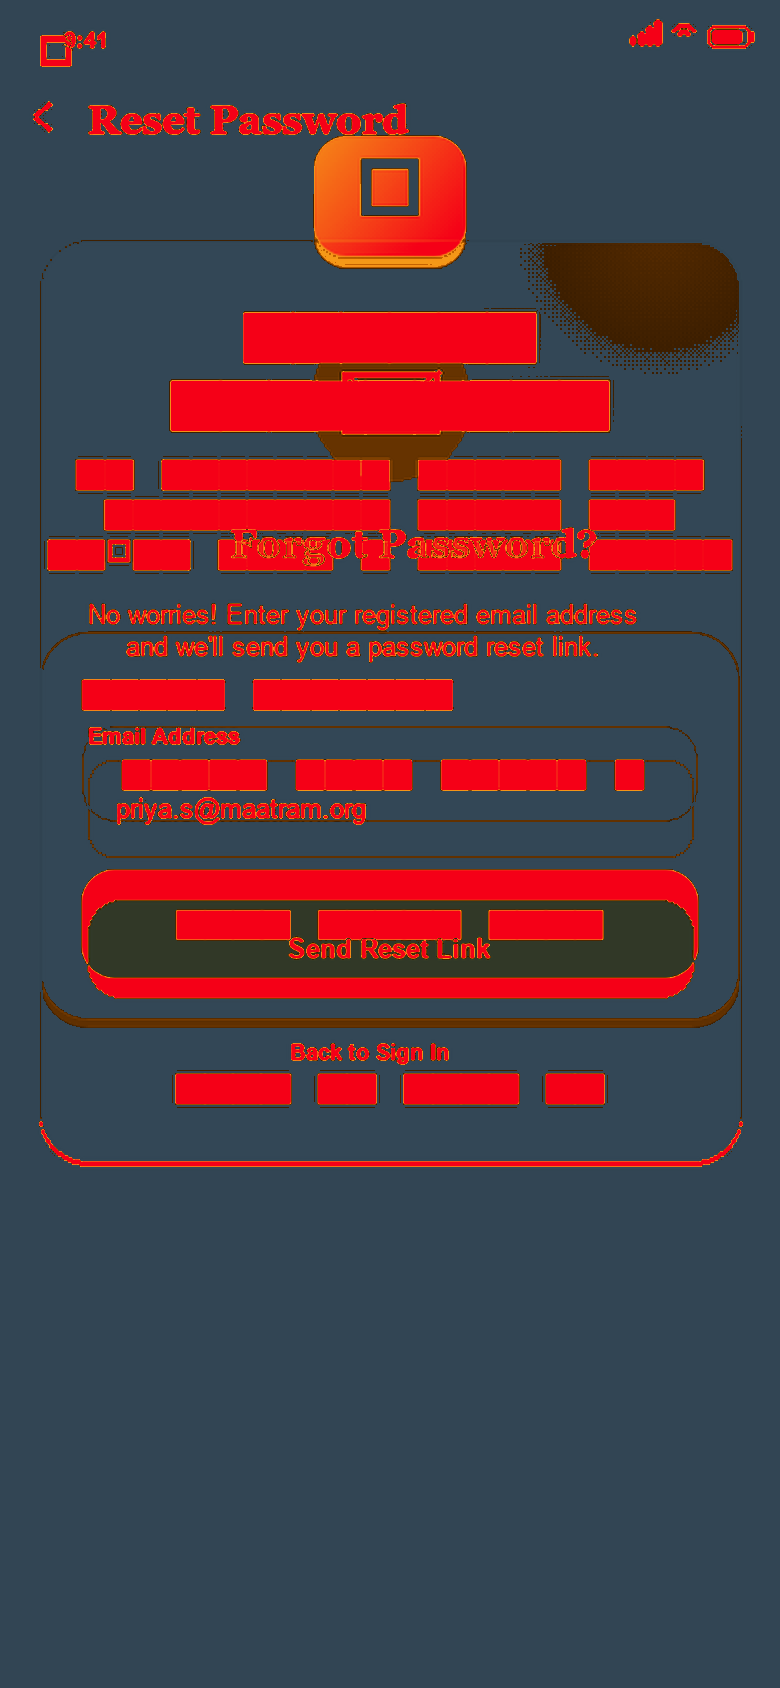 9:41
Reset Password
Forgot Password?
No worries! Enter your registered email address
and we'll send you a password reset link.
Email Address
priya.s@maatram.org
Send Reset Link
Back to Sign In